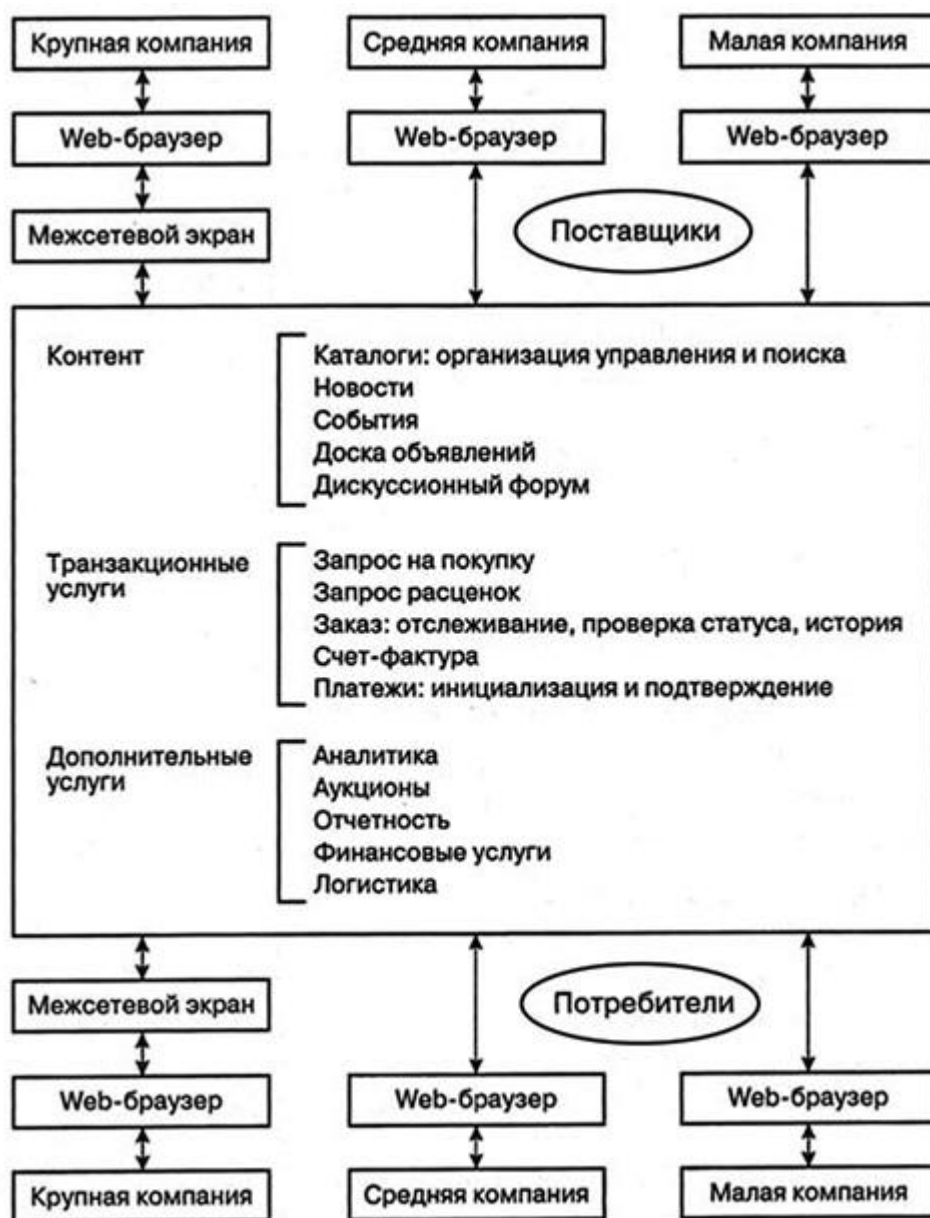 Крупная компания
Средняя компания
Малая компания
Web-браузер
Web-браузер
Web-браузер
Межсетевой экран
Поставщики
Контент
Каталоги: организация управления и поиска
Новости
События
Доска объявлений
Дискуссионный форум
Транзакционные
услуги
Запрос на покупку
Запрос расценок
Заказ: отслеживание, проверка статуса, история
Счет-фактура
Платежи: инициализация и подтверждение
Дополнительные
услуги
Аналитика
Аукционы
Отчетность
Финансовые услуги
Логистика
Межсетевой экран
Потребители
Web-браузер
Web-браузер
Web-браузер
Крупная компания
Средняя компания
Малая компания